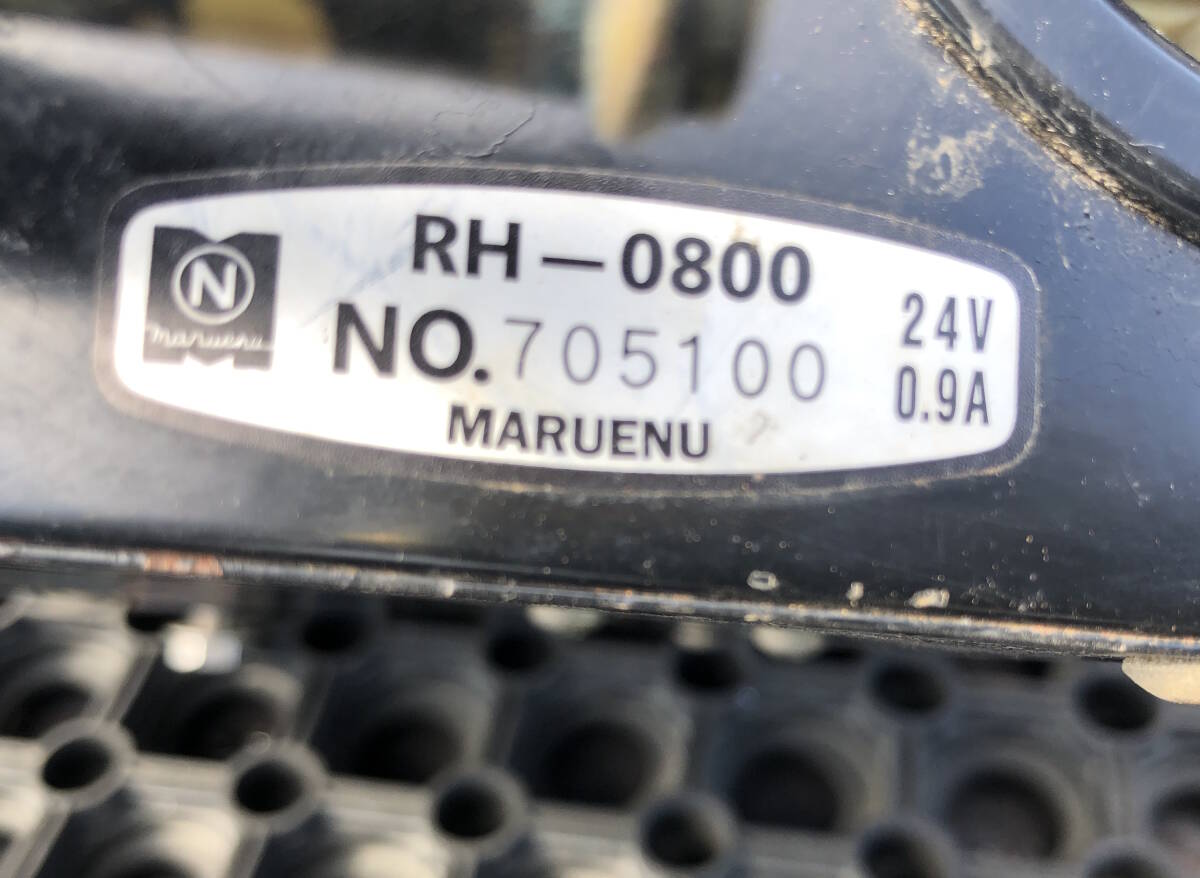 N
maruenu
RH-0800
NO.705100
MARUENU
24V
0.9A